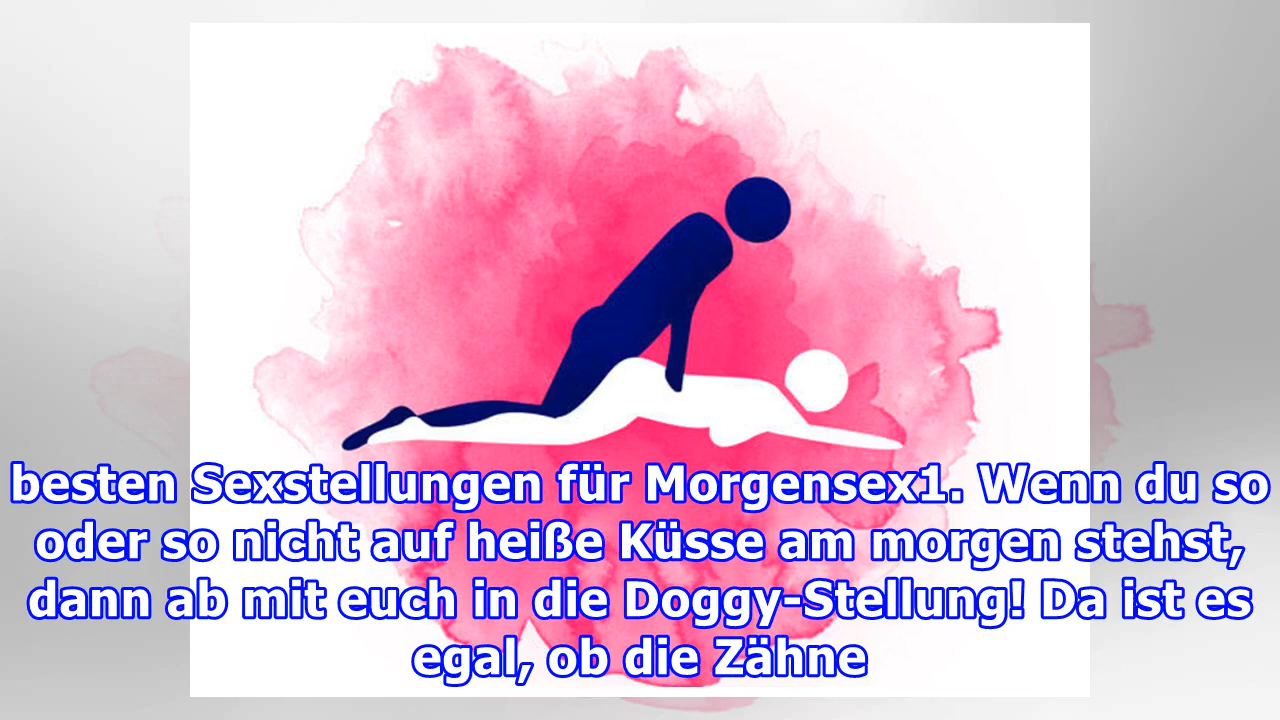 besten Sexstellungen für Morgensex1. Wenn du so
oder so nicht auf heiße Küsse am morgen stehst,
dann ab mit euch in die Doggy-Stellung! Da ist es
egal, ob die Zähne